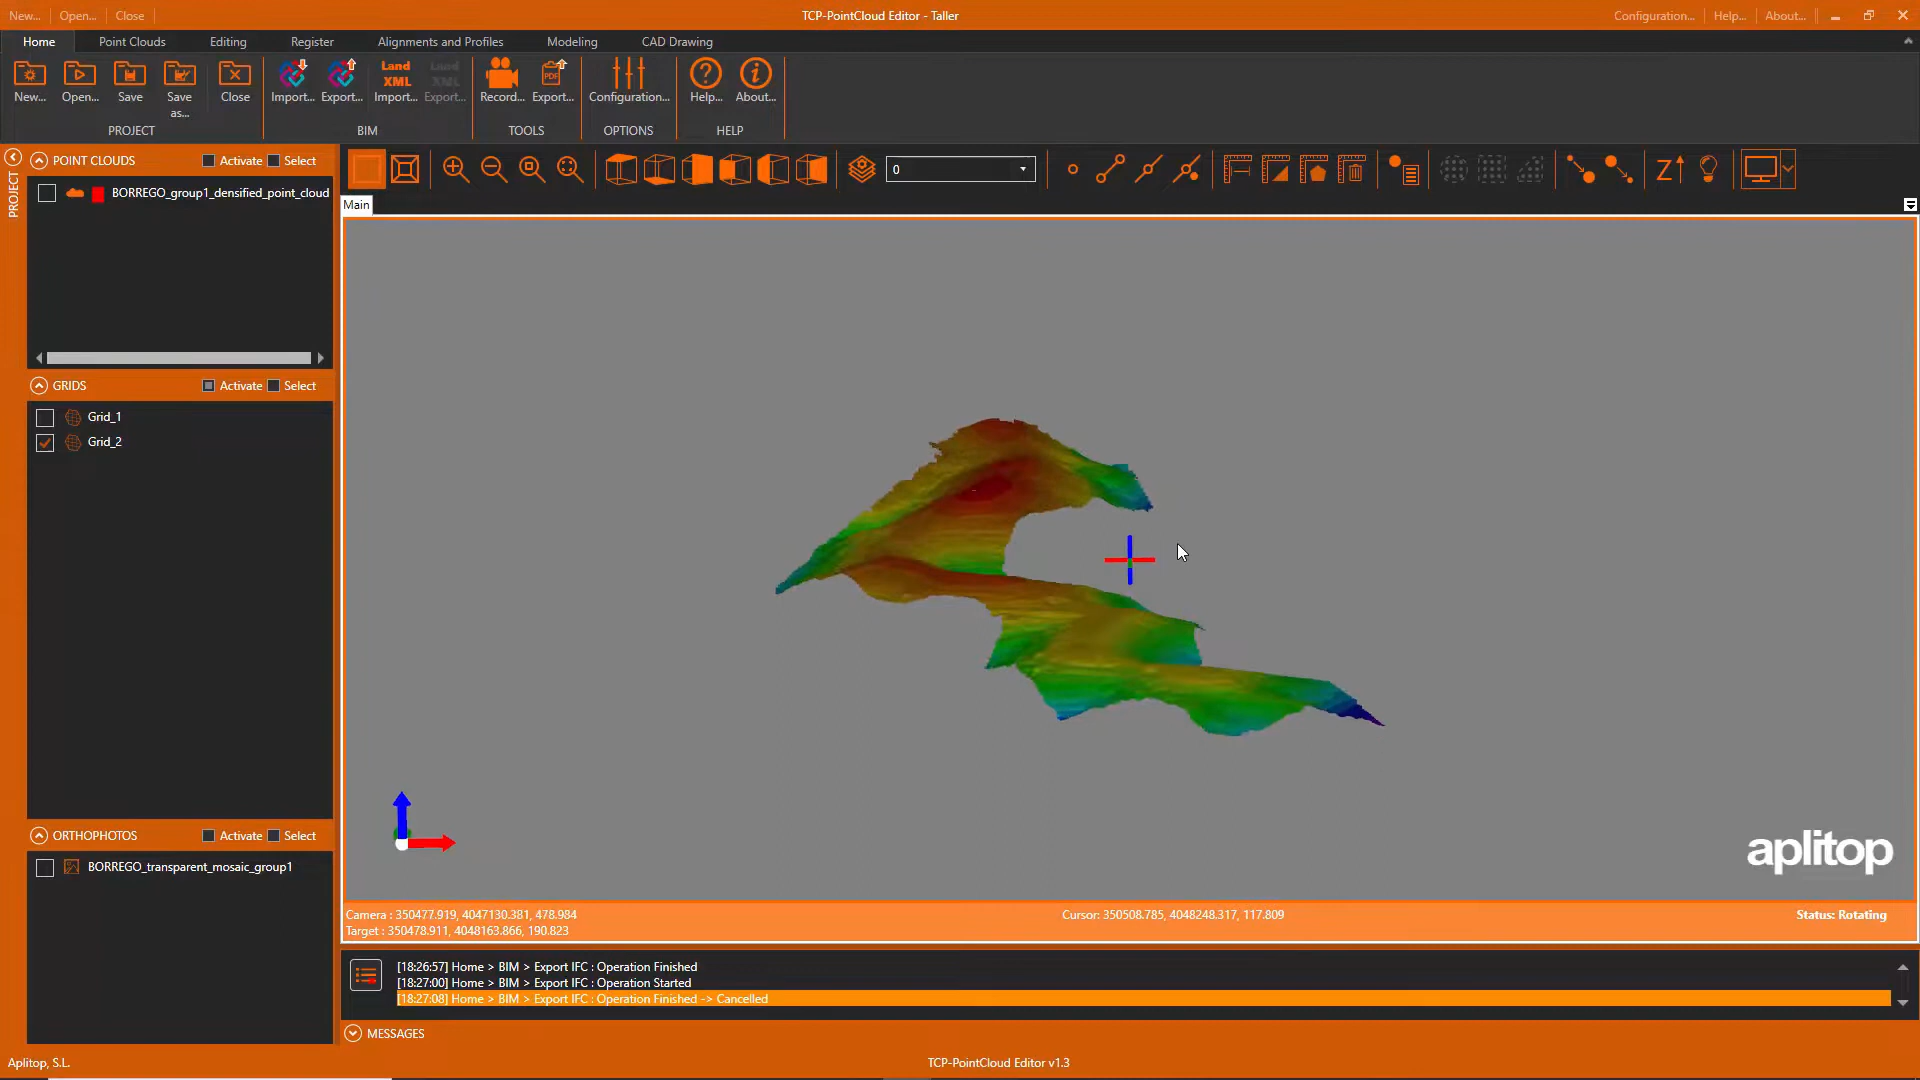 New... Open... Close TCP-PointCloud Editor - Taller Configuration... Help... About...
Home Point Clouds Editing Register Alignments and Profiles Modeling CAD Drawing
Land XML
PDF
New... Open... Save Save as... Close Import... Export... Import... Export... Record... Export... Configuration... Help... About...
PROJECT BIM TOOLS OPTIONS HELP
PROJECT
POINT CLOUDS Activate Select
BORREGO_group1_densified_point_cloud
0
Z
Main
GRIDS Activate Select
Grid_1
Grid_2
ORTHOPHOTOS Activate Select
BORREGO_transparent_mosaic_group1
aplitop
Camera : 350477.919, 4047130.381, 478.984 Cursor: 350508.785, 4048248.317, 117.809 Status: Rotating
Target : 350478.911, 4048163.866, 190.823
[18:26:57] Home > BIM > Export IFC : Operation Finished
[18:27:00] Home > BIM > Export IFC : Operation Started
[18:27:08] Home > BIM > Export IFC : Operation Finished -> Cancelled
MESSAGES
Aplitop, S.L. TCP-PointCloud Editor v1.3